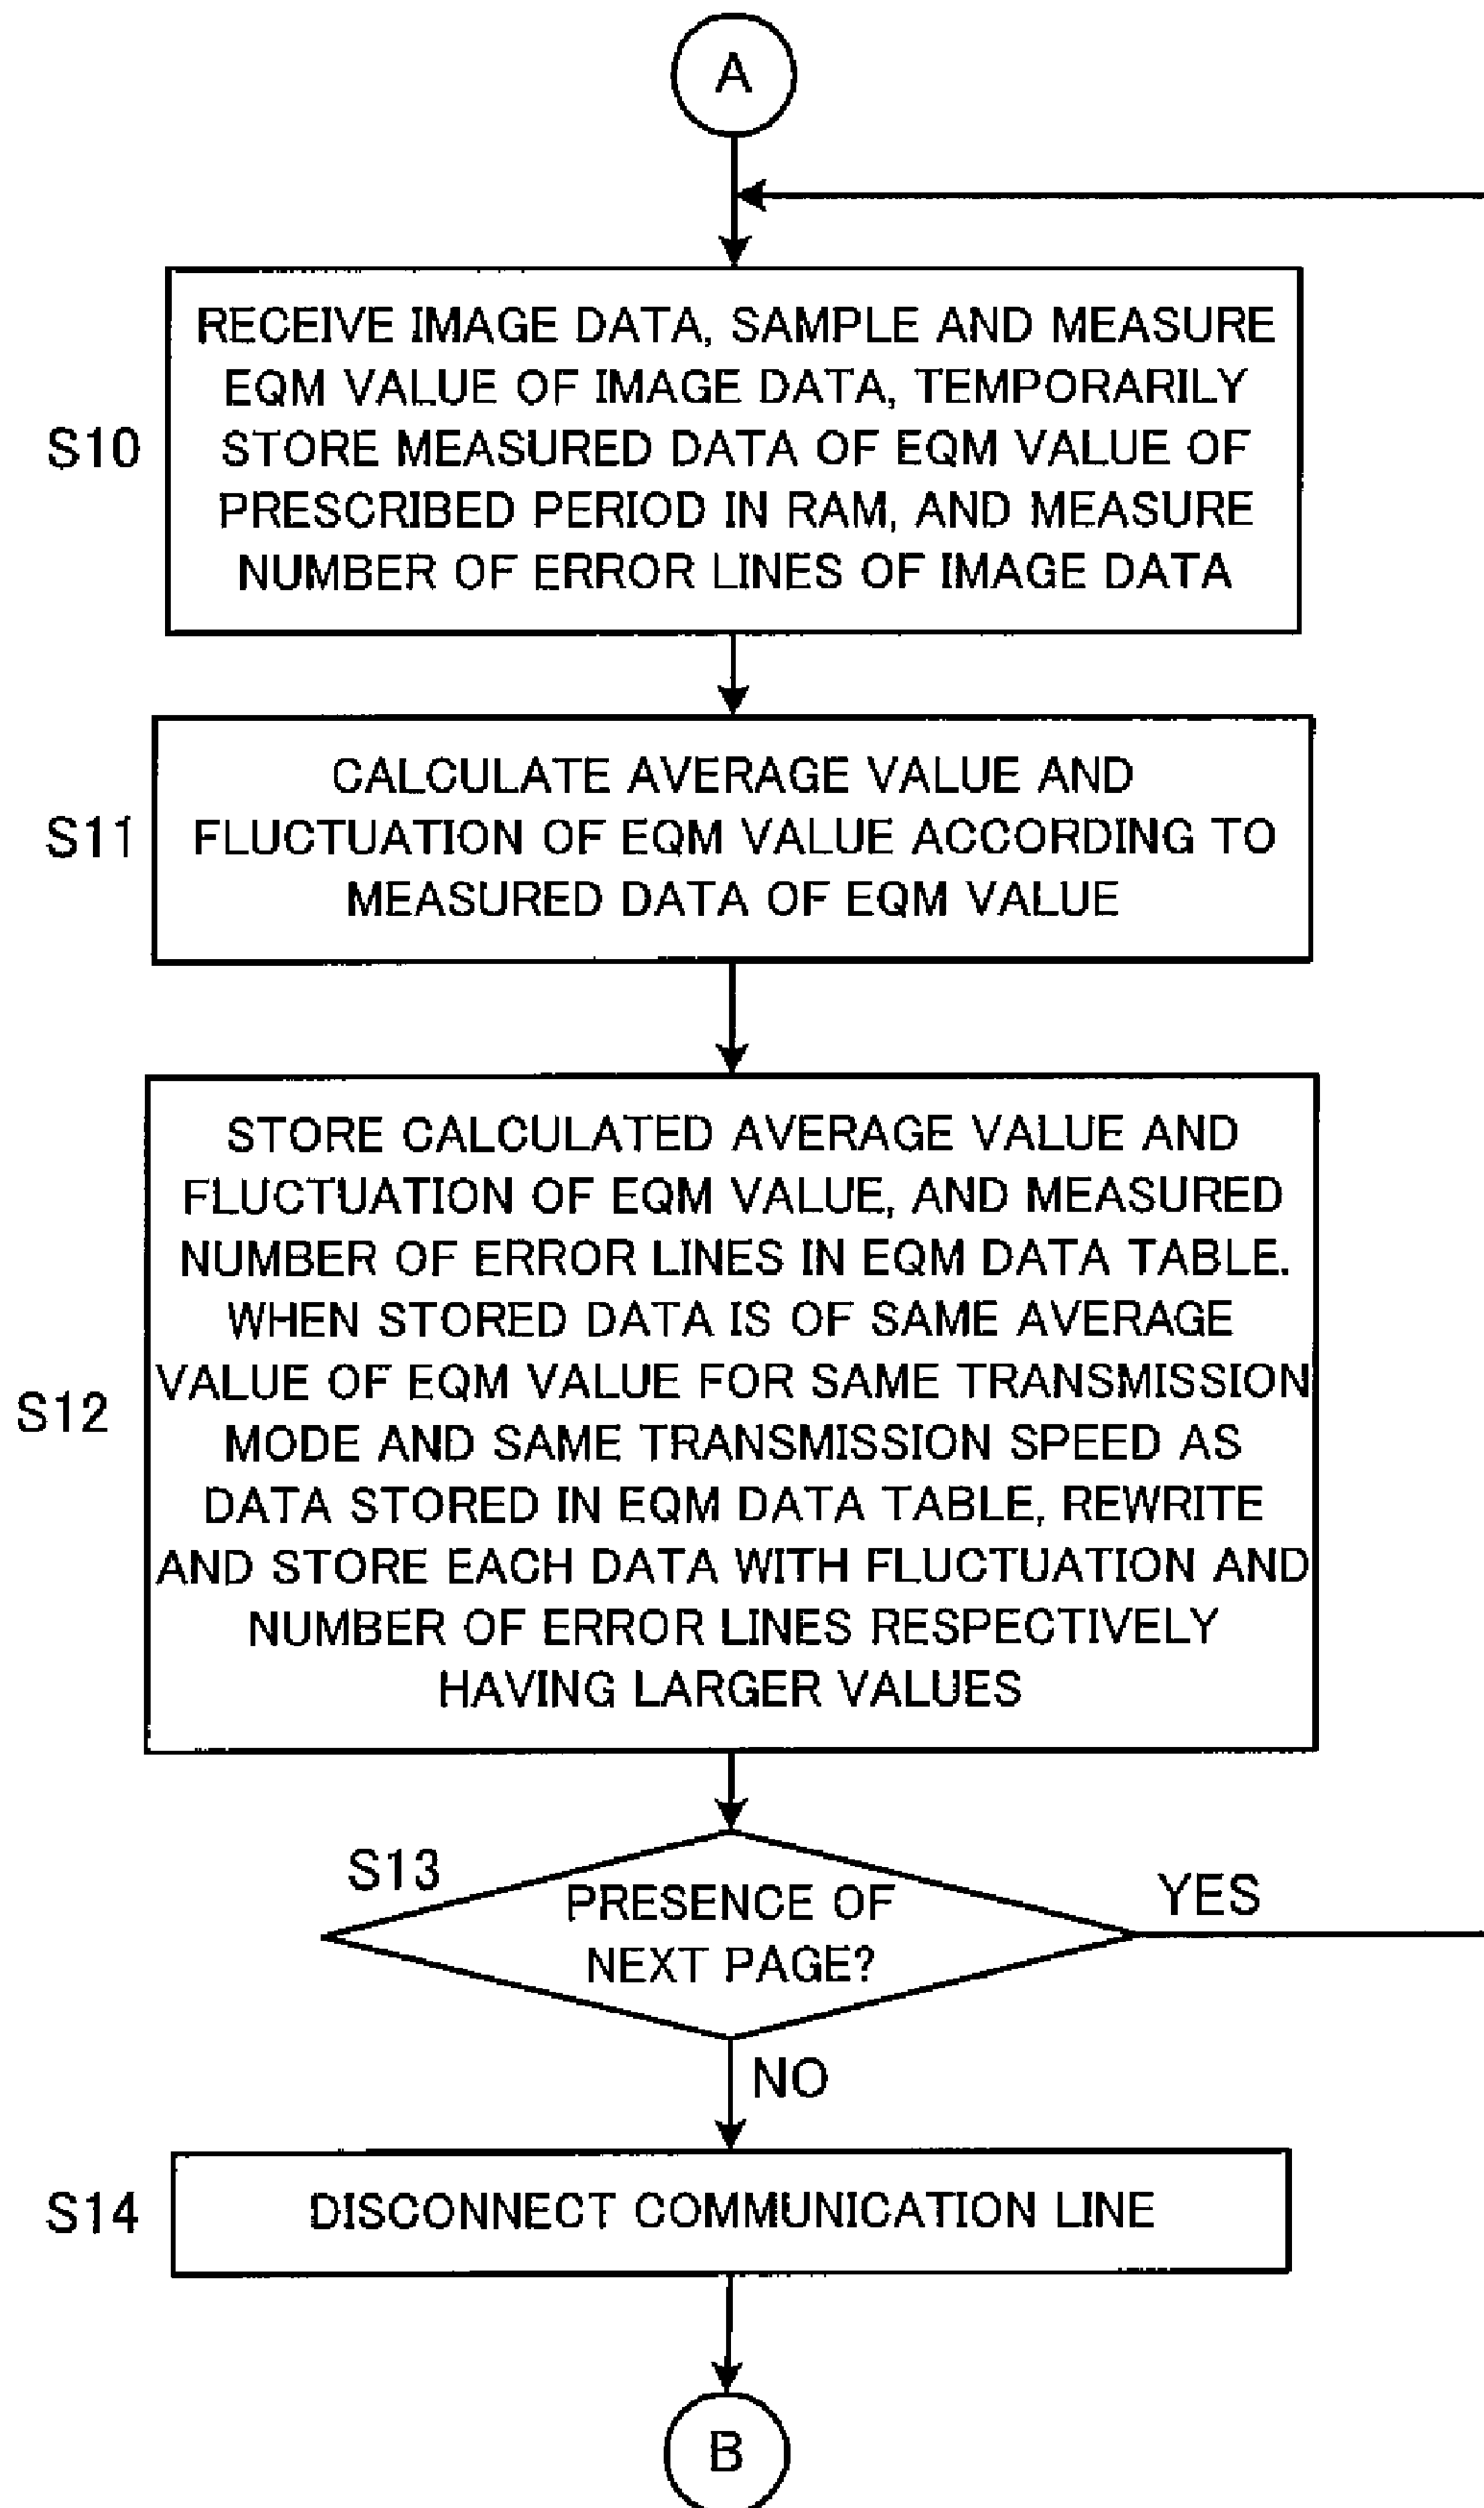 A
RECEIVE IMAGE DATA, SAMPLE AND MEASURE
EQM VALUE OF IMAGE DATA, TEMPORARILY
STORE MEASURED DATA OF EQM VALUE OF
PRESCRIBED PERIOD IN RAM, AND MEASURE
NUMBER OF ERROR LINES OF IMAGE DATA
S10
CALCULATE AVERAGE VALUE AND
FLUCTUATION OF EQM VALUE ACCORDING TO
MEASURED DATA OF EQM VALUE
S11
STORE CALCULATED AVERAGE VALUE AND
FLUCTUATION OF EQM VALUE, AND MEASURED
NUMBER OF ERROR LINES IN EQM DATA TABLE.
WHEN STORED DATA IS OF SAME AVERAGE
VALUE OF EQM VALUE FOR SAME TRANSMISSION
MODE AND SAME TRANSMISSION SPEED AS
DATA STORED IN EQM DATA TABLE, REWRITE
AND STORE EACH DATA WITH FLUCTUATION AND
NUMBER OF ERROR LINES RESPECTIVELY
HAVING LARGER VALUES
S12
S13
PRESENCE OF
NEXT PAGE?
YES
NO
S14
DISCONNECT COMMUNICATION LINE
B